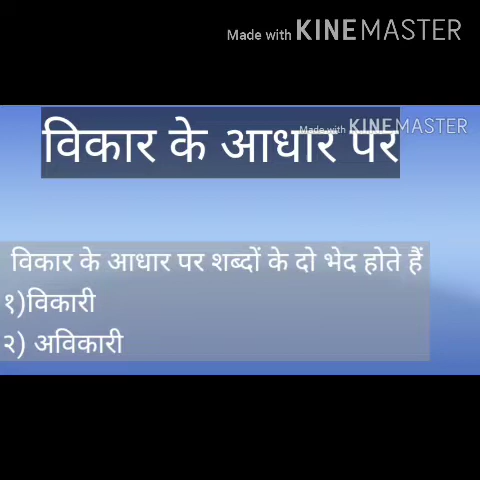 Made with KINEMASTER
Made with KINEMASTER
विकार के आधार पर
विकार के आधार पर शब्दों के दो भेद होते हैं
१)विकारी
२) अविकारी